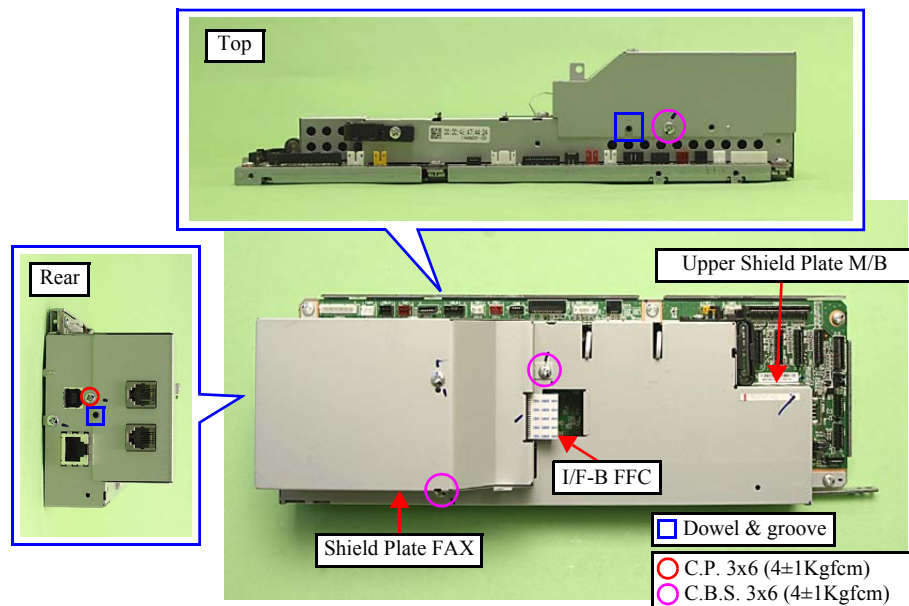 Top
Rear
Upper Shield Plate M/B
I/F-B FFC
Shield Plate FAX
Dowel & groove
C.P. 3x6 (4±1Kgfcm)
C.B.S. 3x6 (4±1Kgfcm)